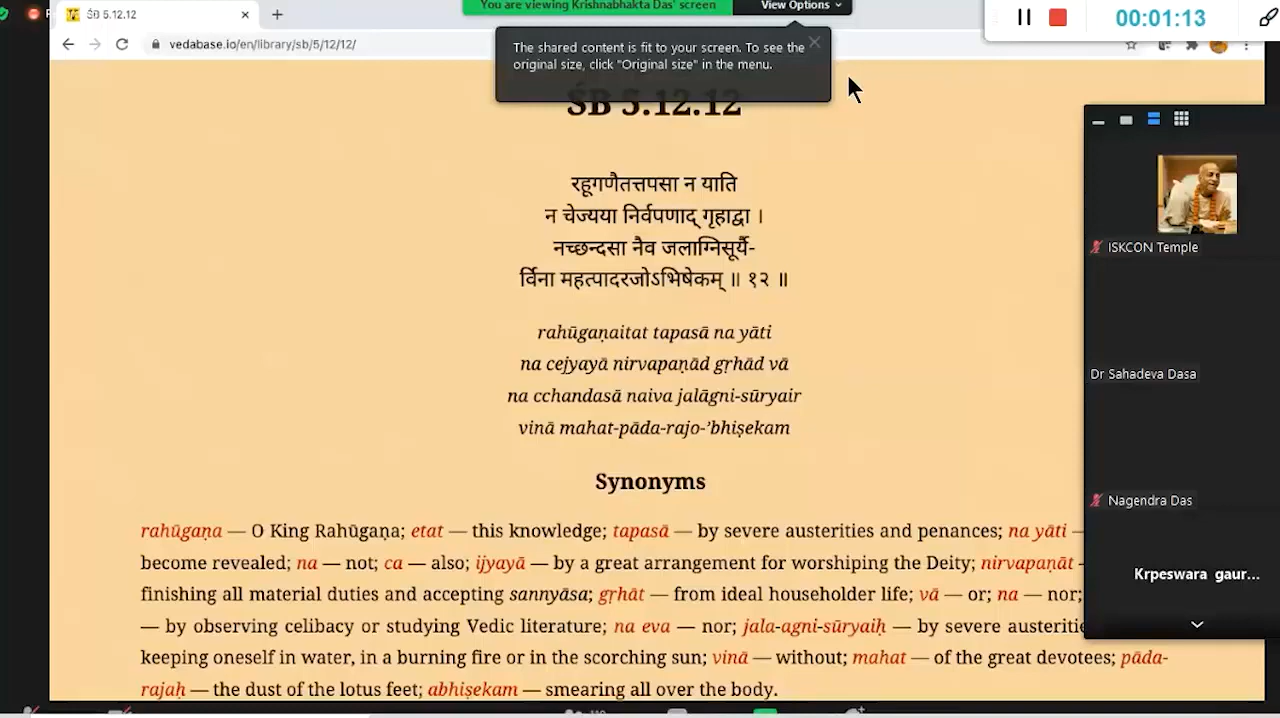 ŚB 5.12.12
You are viewing Krishnabhakta Das' screen
View Options
00:01:13
vedabase.io/en/library/sb/5/12/12/
The shared content is fit to your screen. To see the
original size, click "Original size" in the menu.
ŚB 5.12.12
रहूगणैतत्तपसा न याति
न चेज्यया निर्वपणाद् गृहाद्वा ।
नच्छन्दसा नैव जलाग्निसूर्यै-
र्विना महत्पादरजोऽभिषेकम् ॥ १२ ॥
rahūgaṇaitat tapasā na yāti
na cejyayā nirvapaṇād gṛhād vā
na cchandasā naiva jalāgni-sūryair
vinā mahat-pāda-rajo-’bhiṣekam
Synonyms
rahūgaṇa — O King Rahūgaṇa; etat — this knowledge; tapasā — by severe austerities and penances; na yāti —
become revealed; na — not; ca — also; ijyayā — by a great arrangement for worshiping the Deity; nirvapaṇāt -
finishing all material duties and accepting sannyāsa; gṛhāt — from ideal householder life; vā — or; na — nor;
— by observing celibacy or studying Vedic literature; na eva — nor; jala-agni-sūryaiḥ — by severe austeritie
keeping oneself in water, in a burning fire or in the scorching sun; vinā — without; mahat — of the great devotees; pāda-
rajaḥ — the dust of the lotus feet; abhiṣekam — smearing all over the body.
ISKCON Temple
Dr Sahadeva Dasa
Nagendra Das
Krpeswara gaur...